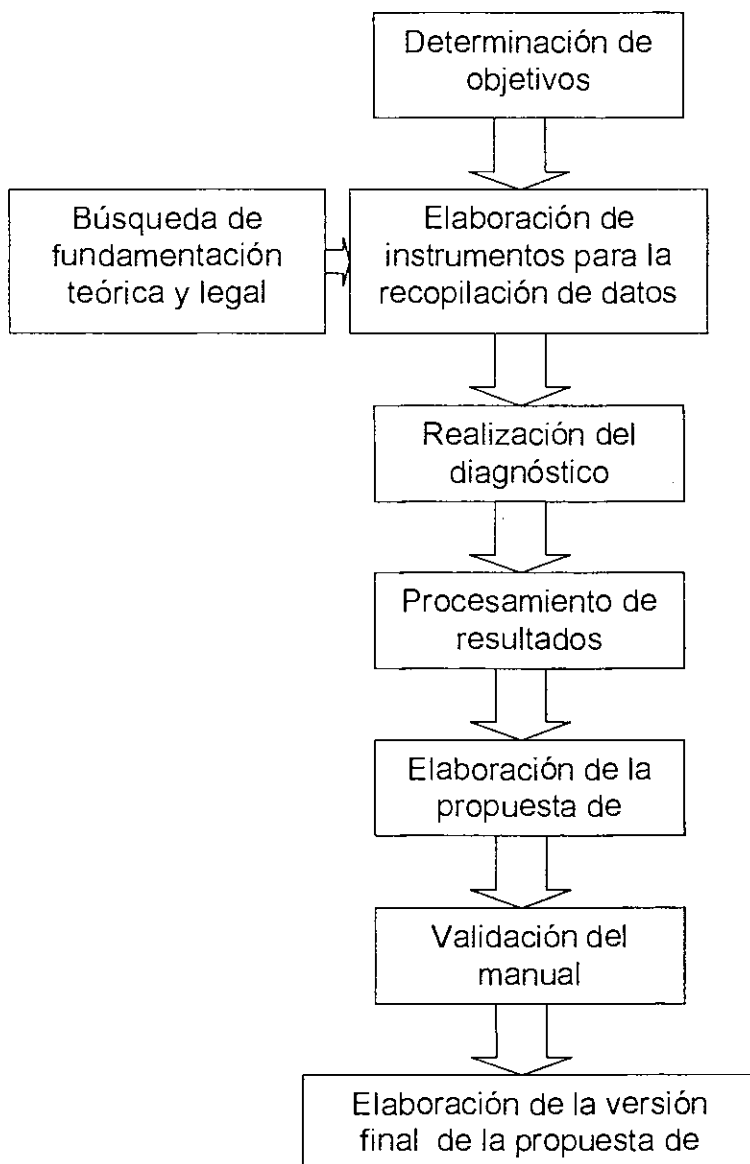 Determinación de
objetivos
Búsqueda de
fundamentación
teórica y legal
Elaboración de
instrumentos para la
recopilación de datos
Realización del
diagnóstico
Procesamiento de
resultados
Elaboración de la
propuesta de
Validación del
manual
Elaboración de la versión
final de la propuesta de